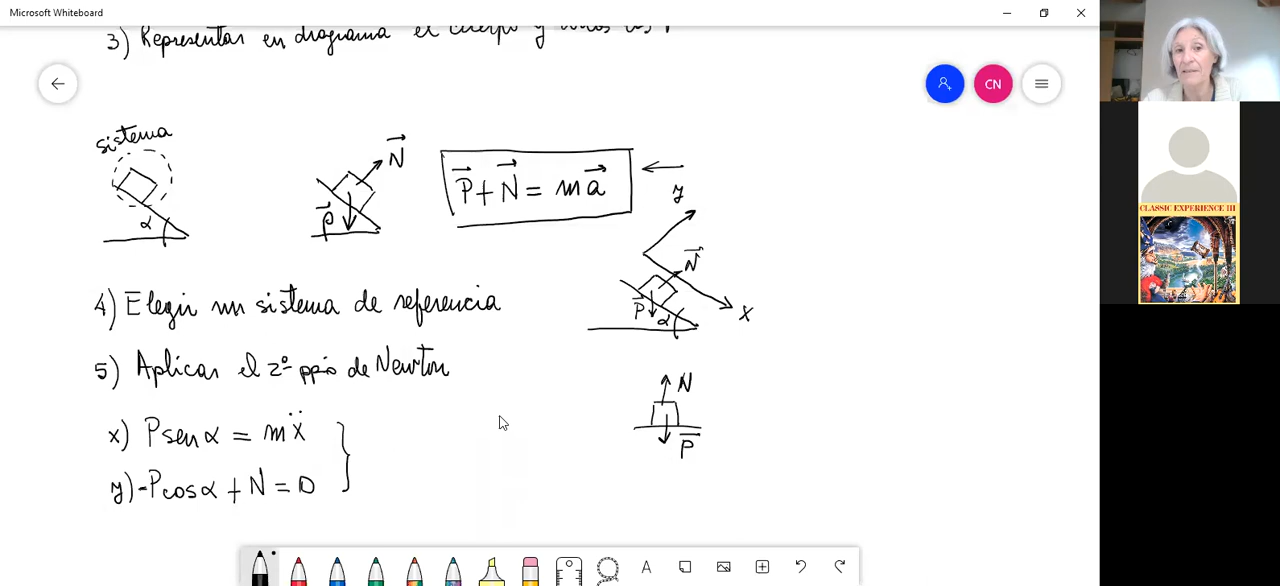 Microsoft Whiteboard
3) Representar en diagrama el cuerpo y
CN
sistema
α
N⃗
P⃗
P⃗ + N⃗ = m a⃗
y
N⃗
P⃗
α
x
4) Elegir un sistema de referencia
5) Aplicar el 2º ppio de Newton
N
P⃗
x) P sen α = m ẍ
y) -P cos α + N = 0
A
CLASSIC EXPERIENCE III